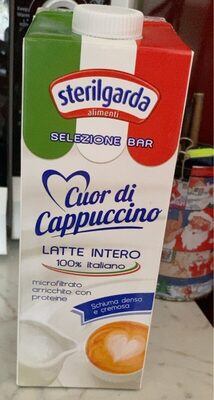 sterilgarda
alimenti
SELEZIONE BAR
Cuor di
Cappuccino
LATTE INTERO
100% italiano
microfiltrato
arricchito con
proteine
Schiuma densa
e cremosa